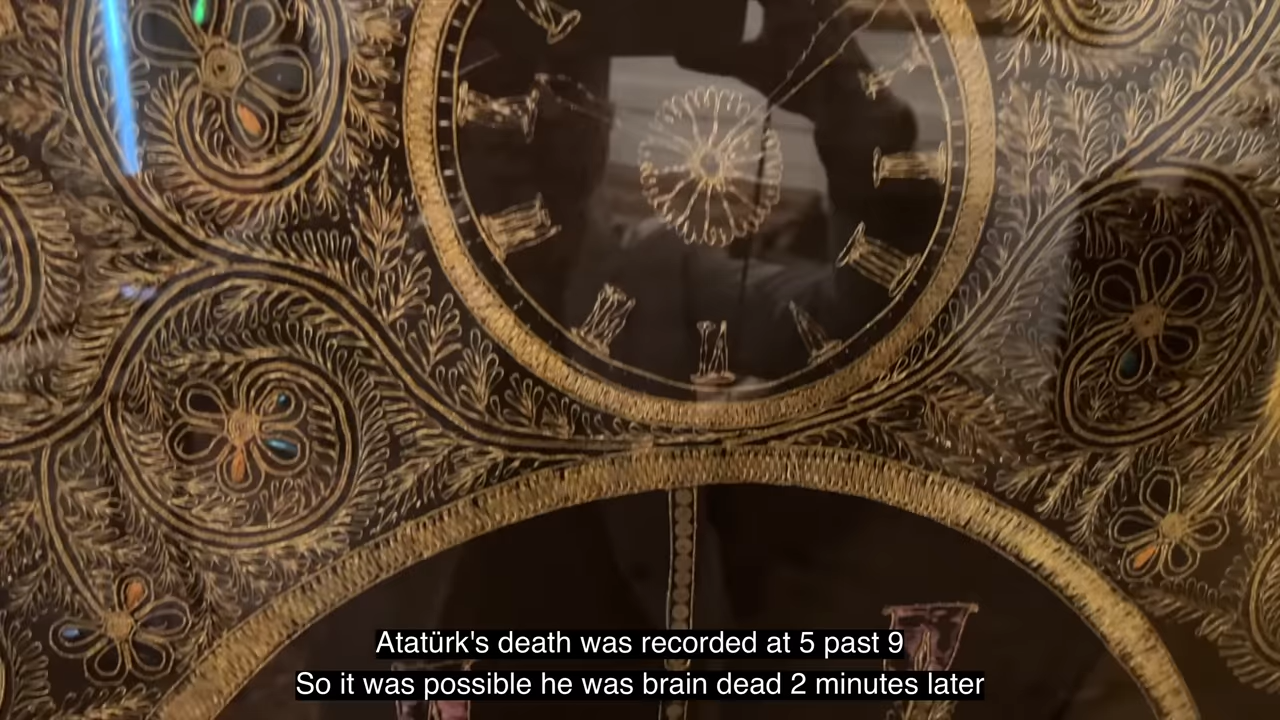 Atatürk's death was recorded at 5 past 9
So it was possible he was brain dead 2 minutes later